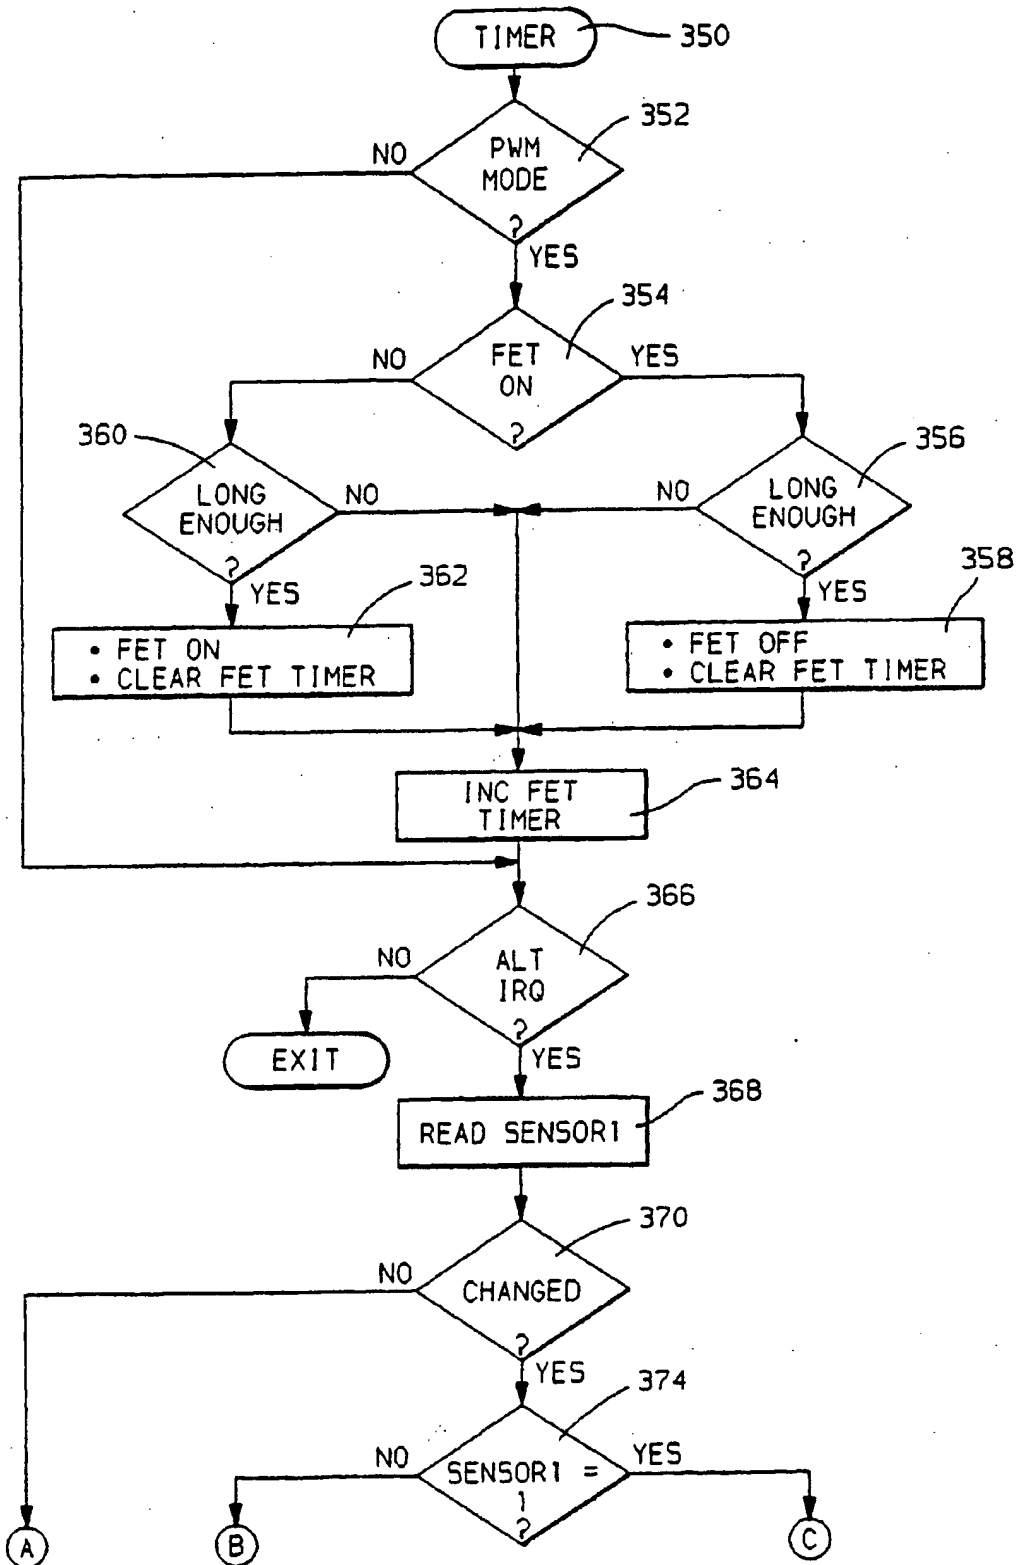 TIMER
350
352
PWM
MODE
?
NO
YES
354
FET
ON
?
NO
YES
360
LONG
ENOUGH
?
NO
YES
356
LONG
ENOUGH
?
NO
YES
362
• FET ON
• CLEAR FET TIMER
358
• FET OFF
• CLEAR FET TIMER
INC FET
TIMER
364
366
ALT
IRQ
?
NO
YES
EXIT
368
READ SENSOR1
370
CHANGED
?
NO
YES
374
SENSOR1 =
1
?
NO
YES
A
B
C